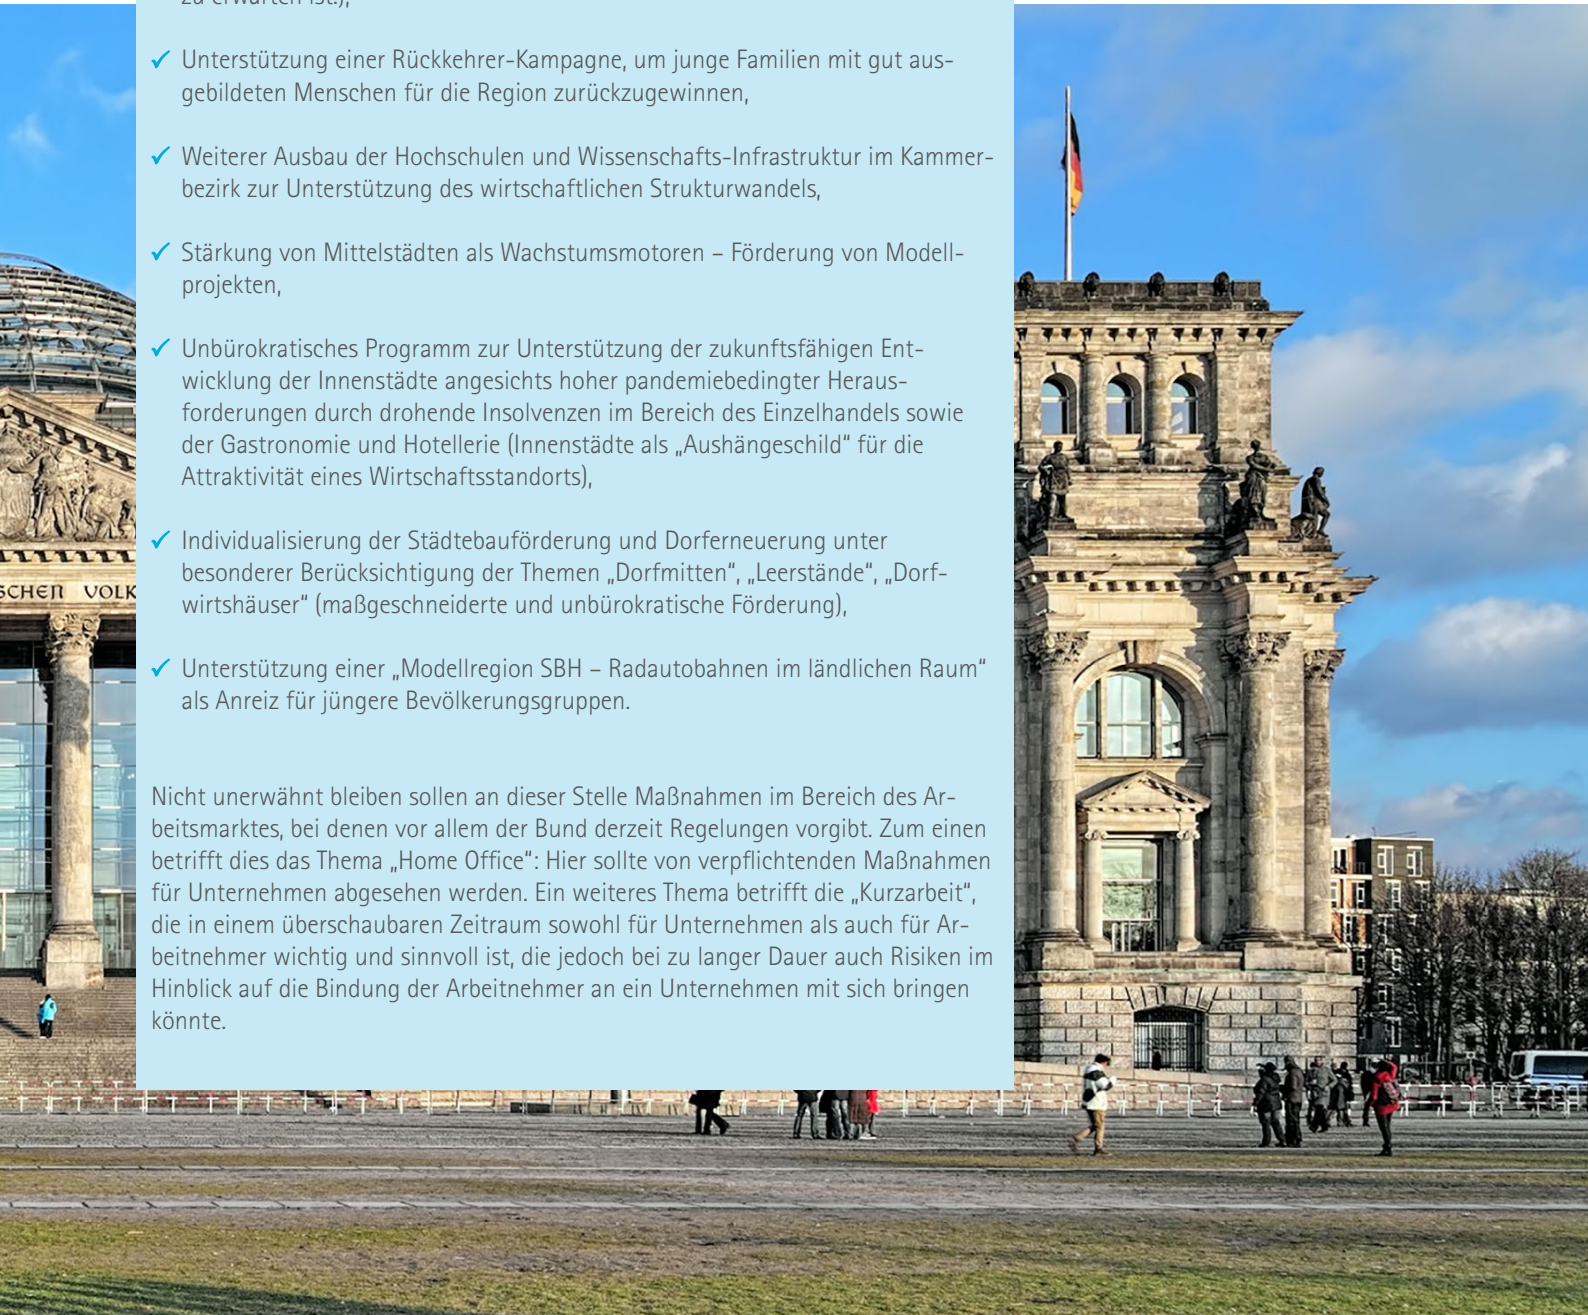 zu erwarten ist.),
Unterstützung einer Rückkehrer-Kampagne, um junge Familien mit gut aus-
gebildeten Menschen für die Region zurückzugewinnen,
Weiterer Ausbau der Hochschulen und Wissenschafts-Infrastruktur im Kammer-
bezirk zur Unterstützung des wirtschaftlichen Strukturwandels,
Stärkung von Mittelstädten als Wachstumsmotoren – Förderung von Modell-
projekten,
Unbürokratisches Programm zur Unterstützung der zukunftsfähigen Ent-
wicklung der Innenstädte angesichts hoher pandemiebedingter Heraus-
forderungen durch drohende Insolvenzen im Bereich des Einzelhandels sowie
der Gastronomie und Hotellerie (Innenstädte als „Aushängeschild“ für die
Attraktivität eines Wirtschaftsstandorts),
Individualisierung der Städtebauförderung und Dorferneuerung unter
besonderer Berücksichtigung der Themen „Dorfmitten“, „Leerstände“, „Dorf-
wirtshäuser“ (maßgeschneiderte und unbürokratische Förderung),
Unterstützung einer „Modellregion SBH – Radautobahnen im ländlichen Raum“
als Anreiz für jüngere Bevölkerungsgruppen.
Nicht unerwähnt bleiben sollen an dieser Stelle Maßnahmen im Bereich des Ar-
beitsmarktes, bei denen vor allem der Bund derzeit Regelungen vorgibt. Zum einen
betrifft dies das Thema „Home Office“: Hier sollte von verpflichtenden Maßnahmen
für Unternehmen abgesehen werden. Ein weiteres Thema betrifft die „Kurzarbeit“,
die in einem überschaubaren Zeitraum sowohl für Unternehmen als auch für Ar-
beitnehmer wichtig und sinnvoll ist, die jedoch bei zu langer Dauer auch Risiken im
Hinblick auf die Bindung der Arbeitnehmer an ein Unternehmen mit sich bringen
könnte.
SCHEN VOLK